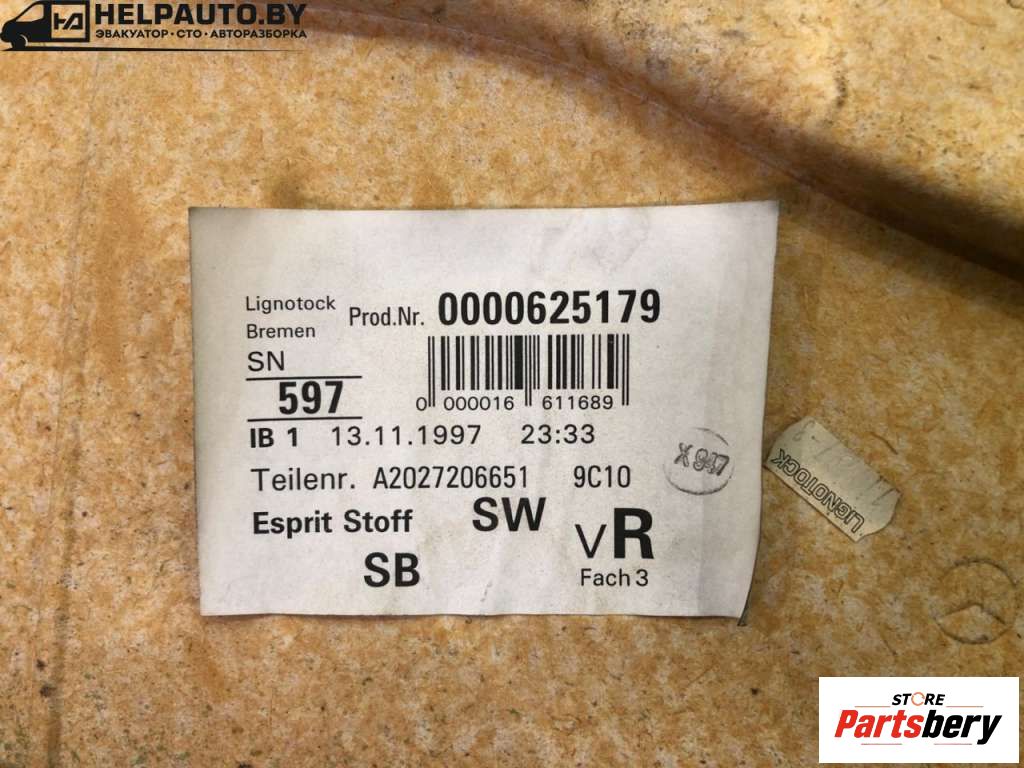 HELPAUTO.BY
ЭВАКУАТОР · СТО · АВТОРАЗБОРКА
Lignotock
Bremen
Prod.Nr. 0000625179
SN
597
0 000016 611689
IB 1 13.11.1997 23:33
X 947
Teilenr. A2027206651 9C10
Esprit Stoff SW
VR
SB
Fach 3
LIGNOTOCK
STORE
Partsbery